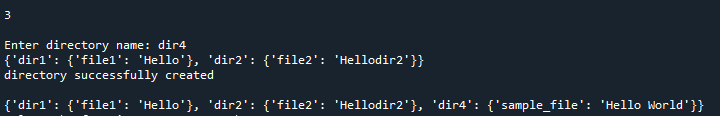 3
Enter directory name: dir4
{'dir1': {'file1': 'Hello'}, 'dir2': {'file2': 'Hellodir2'}}
directory successfully created
{'dir1': {'file1': 'Hello'}, 'dir2': {'file2': 'Hellodir2'}, 'dir4': {'sample_file': 'Hello World'}}